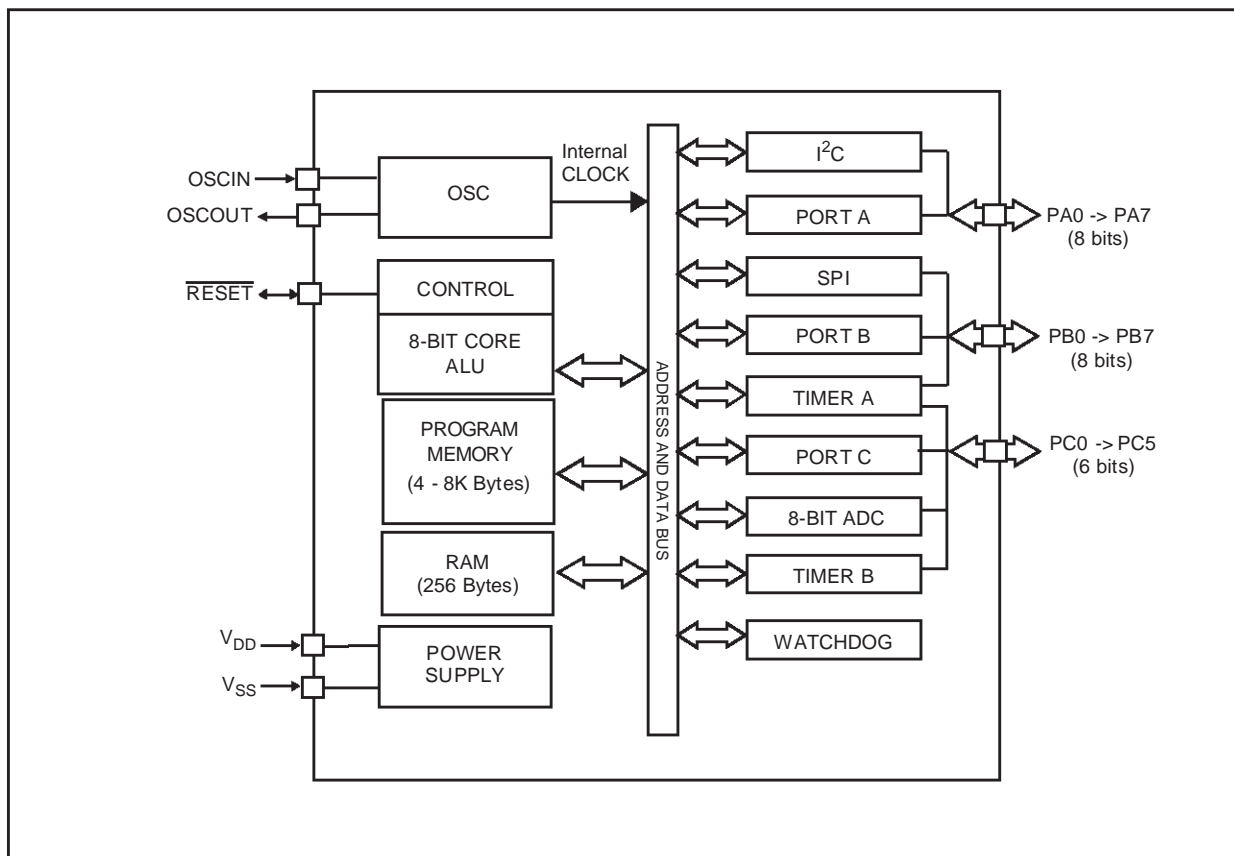 OSCIN
OSCOUT
RESET
V_DD
V_SS
OSC
Internal
CLOCK
CONTROL
8-BIT CORE
ALU
PROGRAM
MEMORY
(4 - 8K Bytes)
RAM
(256 Bytes)
POWER
SUPPLY
ADDRESS AND DATA BUS
I²C
PORT A
SPI
PORT B
TIMER A
PORT C
8-BIT ADC
TIMER B
WATCHDOG
PA0 -> PA7
(8 bits)
PB0 -> PB7
(8 bits)
PC0 -> PC5
(6 bits)